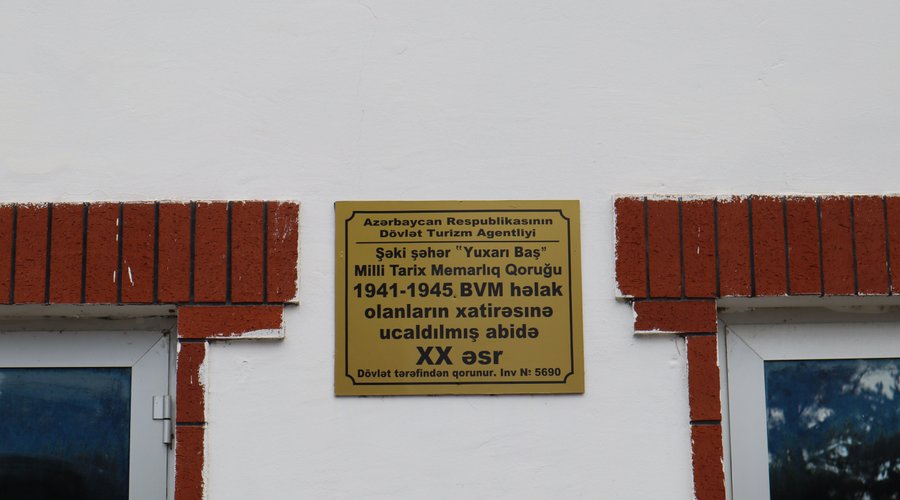 Azərbaycan Respublikasının
Dövlət Turizm Agentliyi
Şəki şəhər "Yuxarı Baş"
Milli Tarix Memarlıq Qoruğu
1941-1945 BVM həlak
olanların xatirəsinə
ucaldılmış abidə
XX əsr
Dövlət tərəfindən qorunur. Inv № 5690